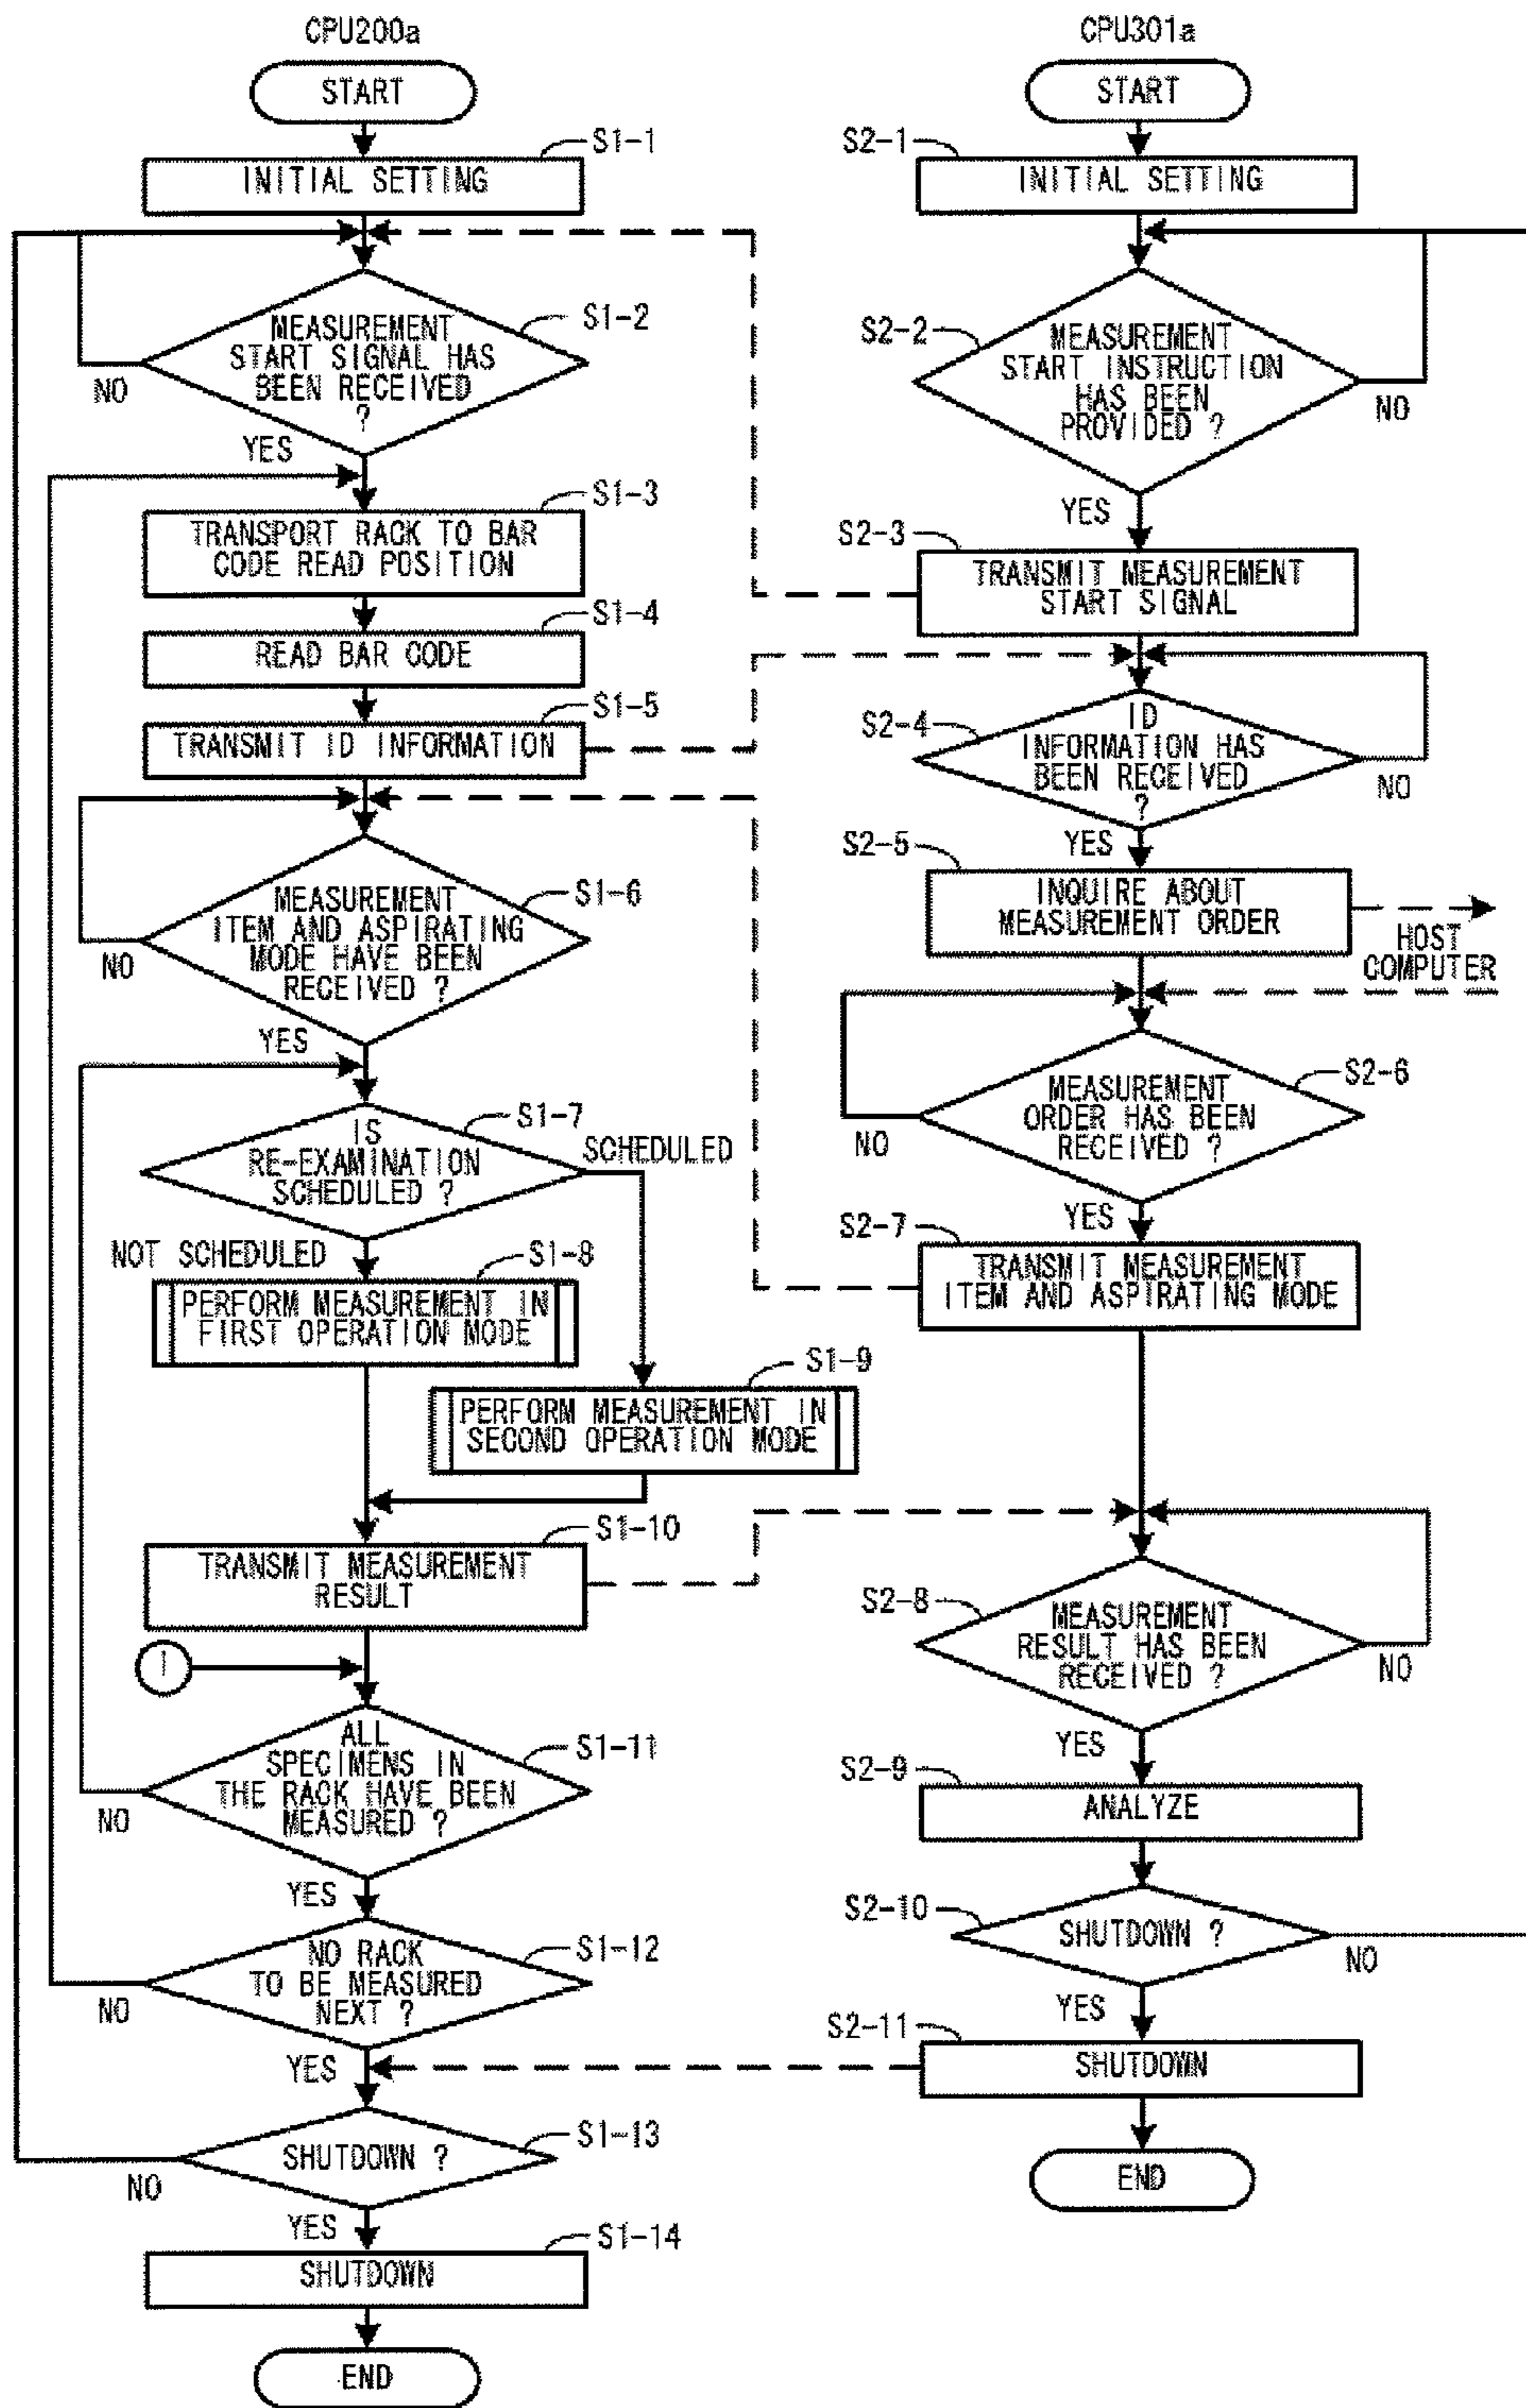 CPU200a
START
S1-1
INITIAL SETTING
S1-2
MEASUREMENT
START SIGNAL HAS
BEEN RECEIVED
?
NO
YES
S1-3
TRANSPORT RACK TO BAR
CODE READ POSITION
S1-4
READ BAR CODE
S1-5
TRANSMIT ID INFORMATION
S1-6
MEASUREMENT
ITEM AND ASPIRATING
MODE HAVE BEEN
RECEIVED ?
NO
YES
S1-7
IS
RE-EXAMINATION
SCHEDULED ?
SCHEDULED
NOT SCHEDULED
S1-8
PERFORM MEASUREMENT IN
FIRST OPERATION MODE
S1-9
PERFORM MEASUREMENT IN
SECOND OPERATION MODE
S1-10
TRANSMIT MEASUREMENT
RESULT
1
S1-11
ALL
SPECIMENS IN
THE RACK HAVE BEEN
MEASURED ?
NO
YES
S1-12
NO RACK
TO BE MEASURED
NEXT ?
NO
YES
S1-13
SHUTDOWN ?
NO
YES
S1-14
SHUTDOWN
END
CPU301a
START
S2-1
INITIAL SETTING
S2-2
MEASUREMENT
START INSTRUCTION
HAS BEEN
PROVIDED ?
NO
YES
S2-3
TRANSMIT MEASUREMENT
START SIGNAL
S2-4
ID
INFORMATION HAS
BEEN RECEIVED
?
NO
YES
S2-5
INQUIRE ABOUT
MEASUREMENT ORDER
HOST
COMPUTER
S2-6
MEASUREMENT
ORDER HAS BEEN
RECEIVED ?
NO
YES
S2-7
TRANSMIT MEASUREMENT
ITEM AND ASPIRATING MODE
S2-8
MEASUREMENT
RESULT HAS BEEN
RECEIVED ?
NO
YES
S2-9
ANALYZE
S2-10
SHUTDOWN ?
NO
YES
S2-11
SHUTDOWN
END